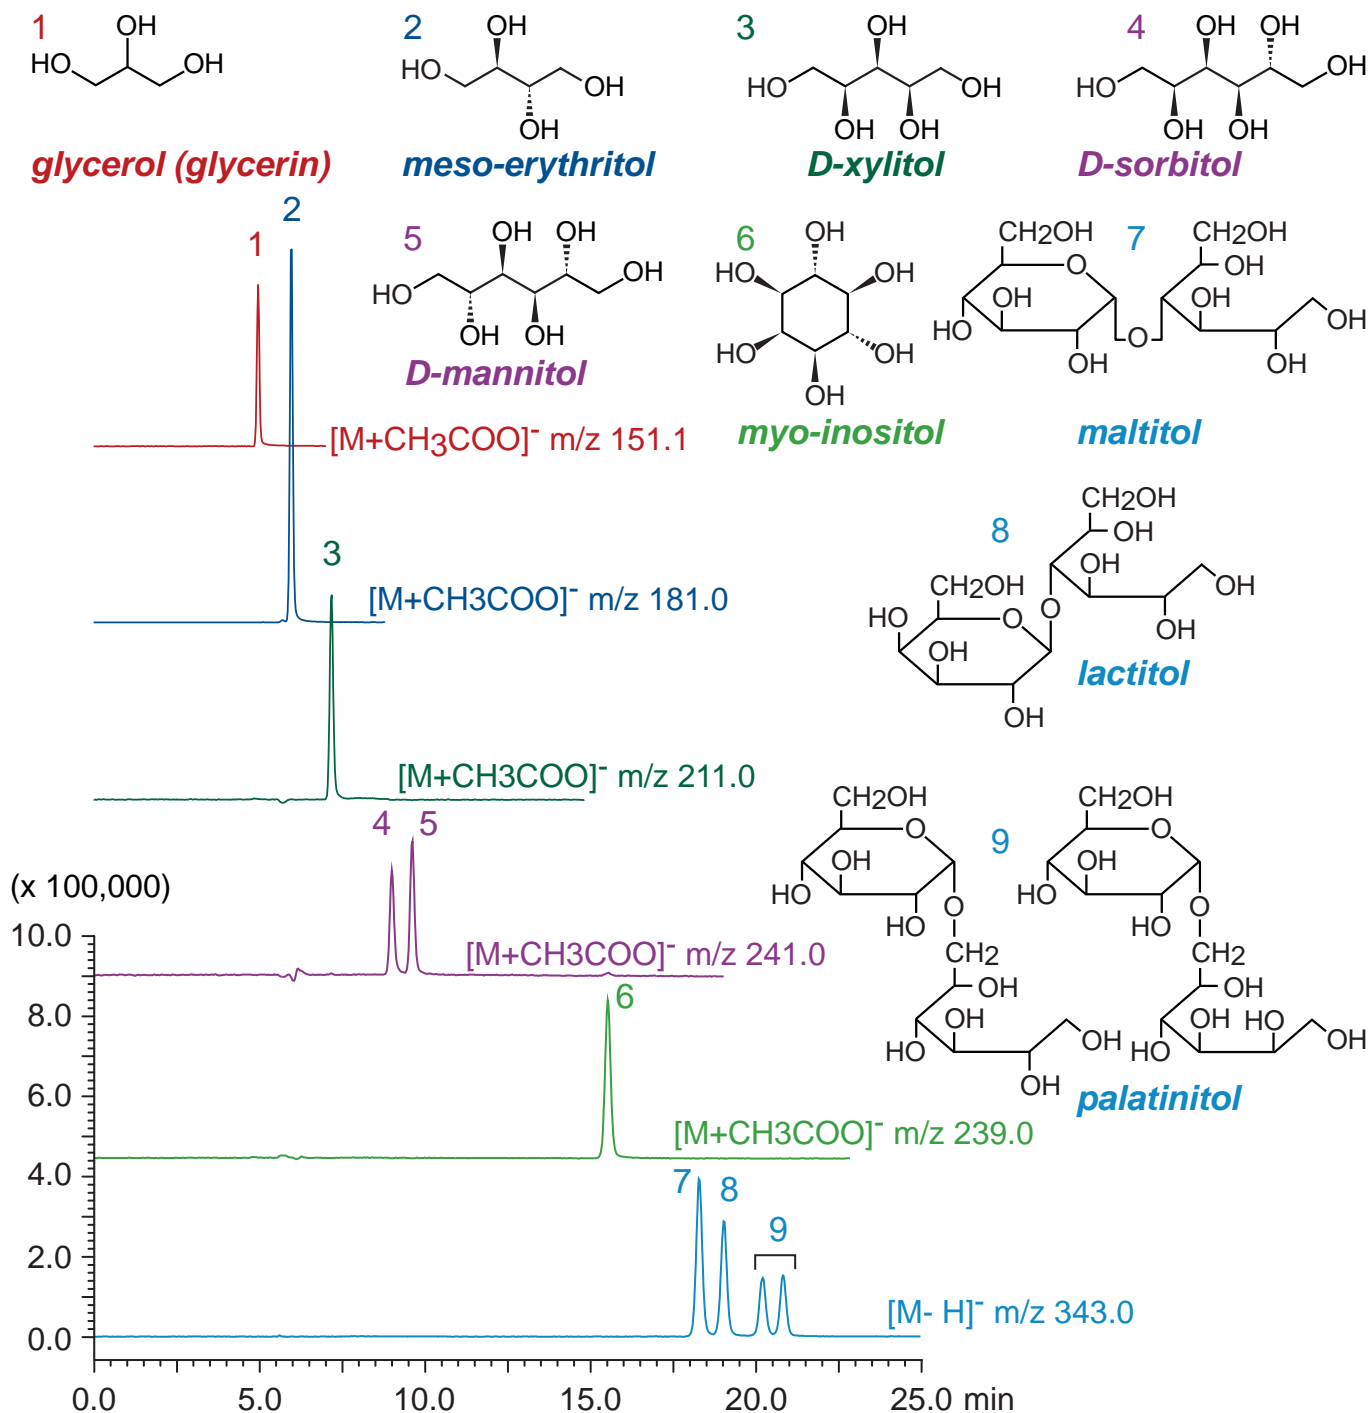 1
OH
HO
OH
glycerol (glycerin)
2
OH
HO
OH
OH
meso-erythritol
3
OH
HO
OH
OH
OH
D-xylitol
4
OH
OH
OH
HO
OH
OH
D-sorbitol
5
OH
OH
OH
HO
OH
OH
D-mannitol
6
OH
HO
OH
HO
OH
OH
myo-inositol
7
CH2OH
O
OH
HO
OH
O
CH2OH
OH
OH
OH
OH
maltitol
8
CH2OH
OH
OH
OH
OH
O
CH2OH
HO
O
OH
OH
lactitol
9
CH2OH
O
OH
HO
HO
O
CH2
OH
OH
HO
OH
OH
CH2OH
O
OH
HO
HO
O
CH2
OH
OH
HO
HO
OH
palatinitol
1
[M+CH3COO]- m/z 151.1
2
[M+CH3COO]- m/z 181.0
3
[M+CH3COO]- m/z 211.0
4
5
[M+CH3COO]- m/z 241.0
6
[M+CH3COO]- m/z 239.0
7
8
9
[M- H]- m/z 343.0
(x 100,000)
10.0
8.0
6.0
4.0
2.0
0.0
0.0 5.0 10.0 15.0 20.0 25.0 min